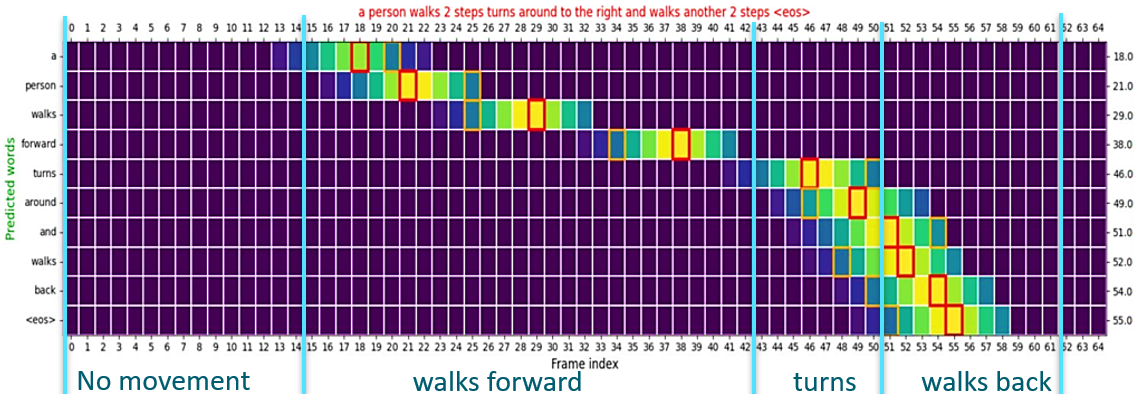 a person walks 2 steps turns around to the right and walks another 2 steps <eos>
0 1 2 3 4 5 6 7 8 9 10 11 12 13 14 15 16 17 18 19 20 21 22 23 24 25 26 27 28 29 30 31 32 33 34 35 36 37 38 39 40 41 42 43 44 45 46 47 48 49 50 51 52 53 54 55 56 57 58 59 60 61 62 63 64
a 18.0
person 21.0
walks 29.0
forward 38.0
turns 46.0
around 49.0
and 51.0
walks 52.0
back 54.0
<eos> 55.0
Predicted words
0 1 2 3 4 5 6 7 8 9 10 11 12 13 14 15 16 17 18 19 20 21 22 23 24 25 26 27 28 29 30 31 32 33 34 35 36 37 38 39 40 41 42 43 44 45 46 47 48 49 50 51 52 53 54 55 56 57 58 59 60 61 62 63 64
Frame index
No movement walks forward turns walks back